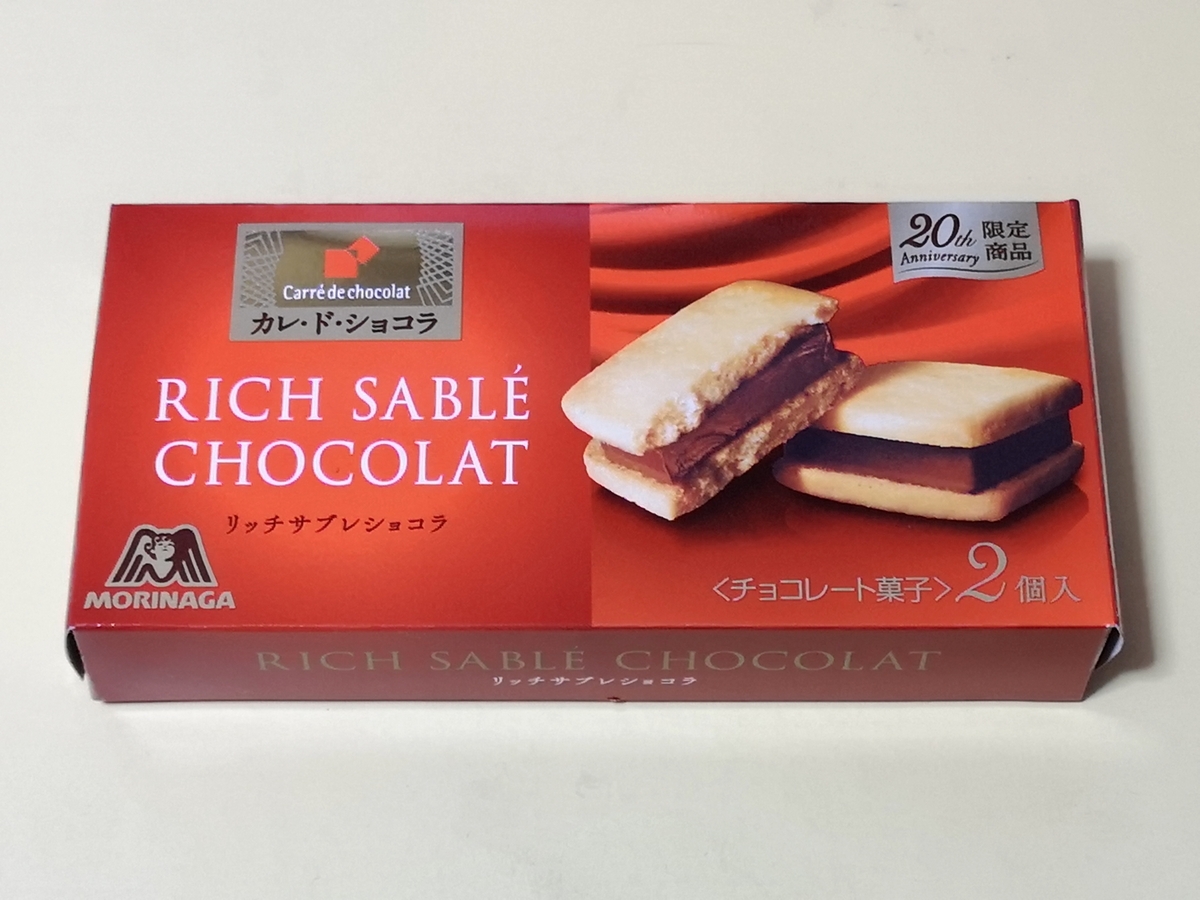 Carré de chocolat
カレ・ド・ショコラ
RICH SABLÉ
CHOCOLAT
リッチサブレショコラ
MORINAGA
20th
Anniversary
限定
商品
〈チョコレート菓子〉2個入
RICH SABLÉ CHOCOLAT
リッチサブレショコラ